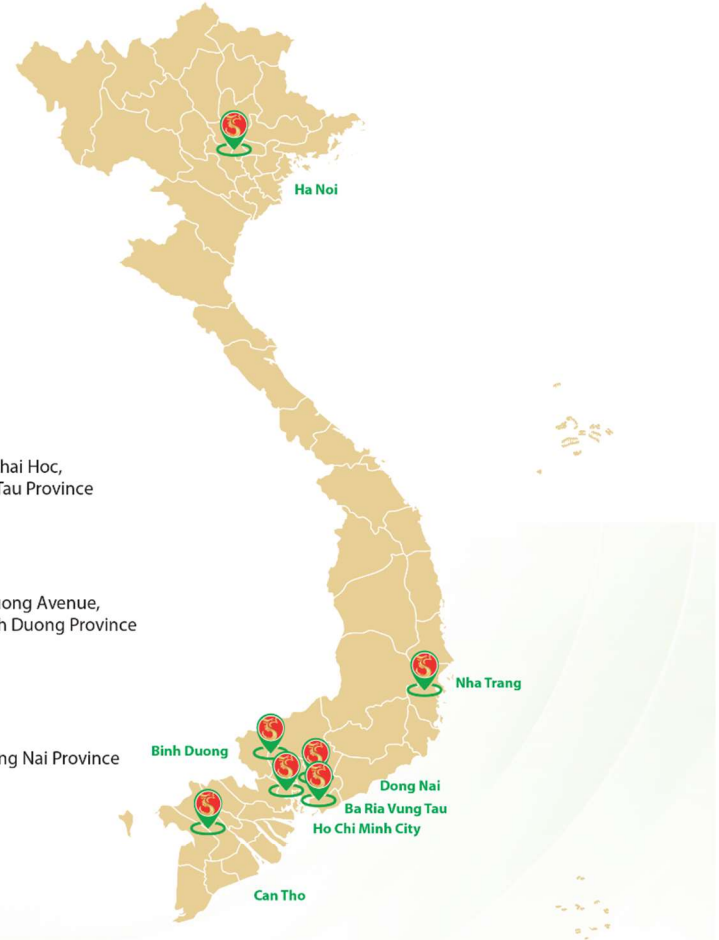 Ha Noi
hai Hoc,
Tau Province
ong Avenue,
h Duong Province
Nha Trang
Binh Duong
ng Nai Province
Dong Nai
Ba Ria Vung Tau
Ho Chi Minh City
Can Tho